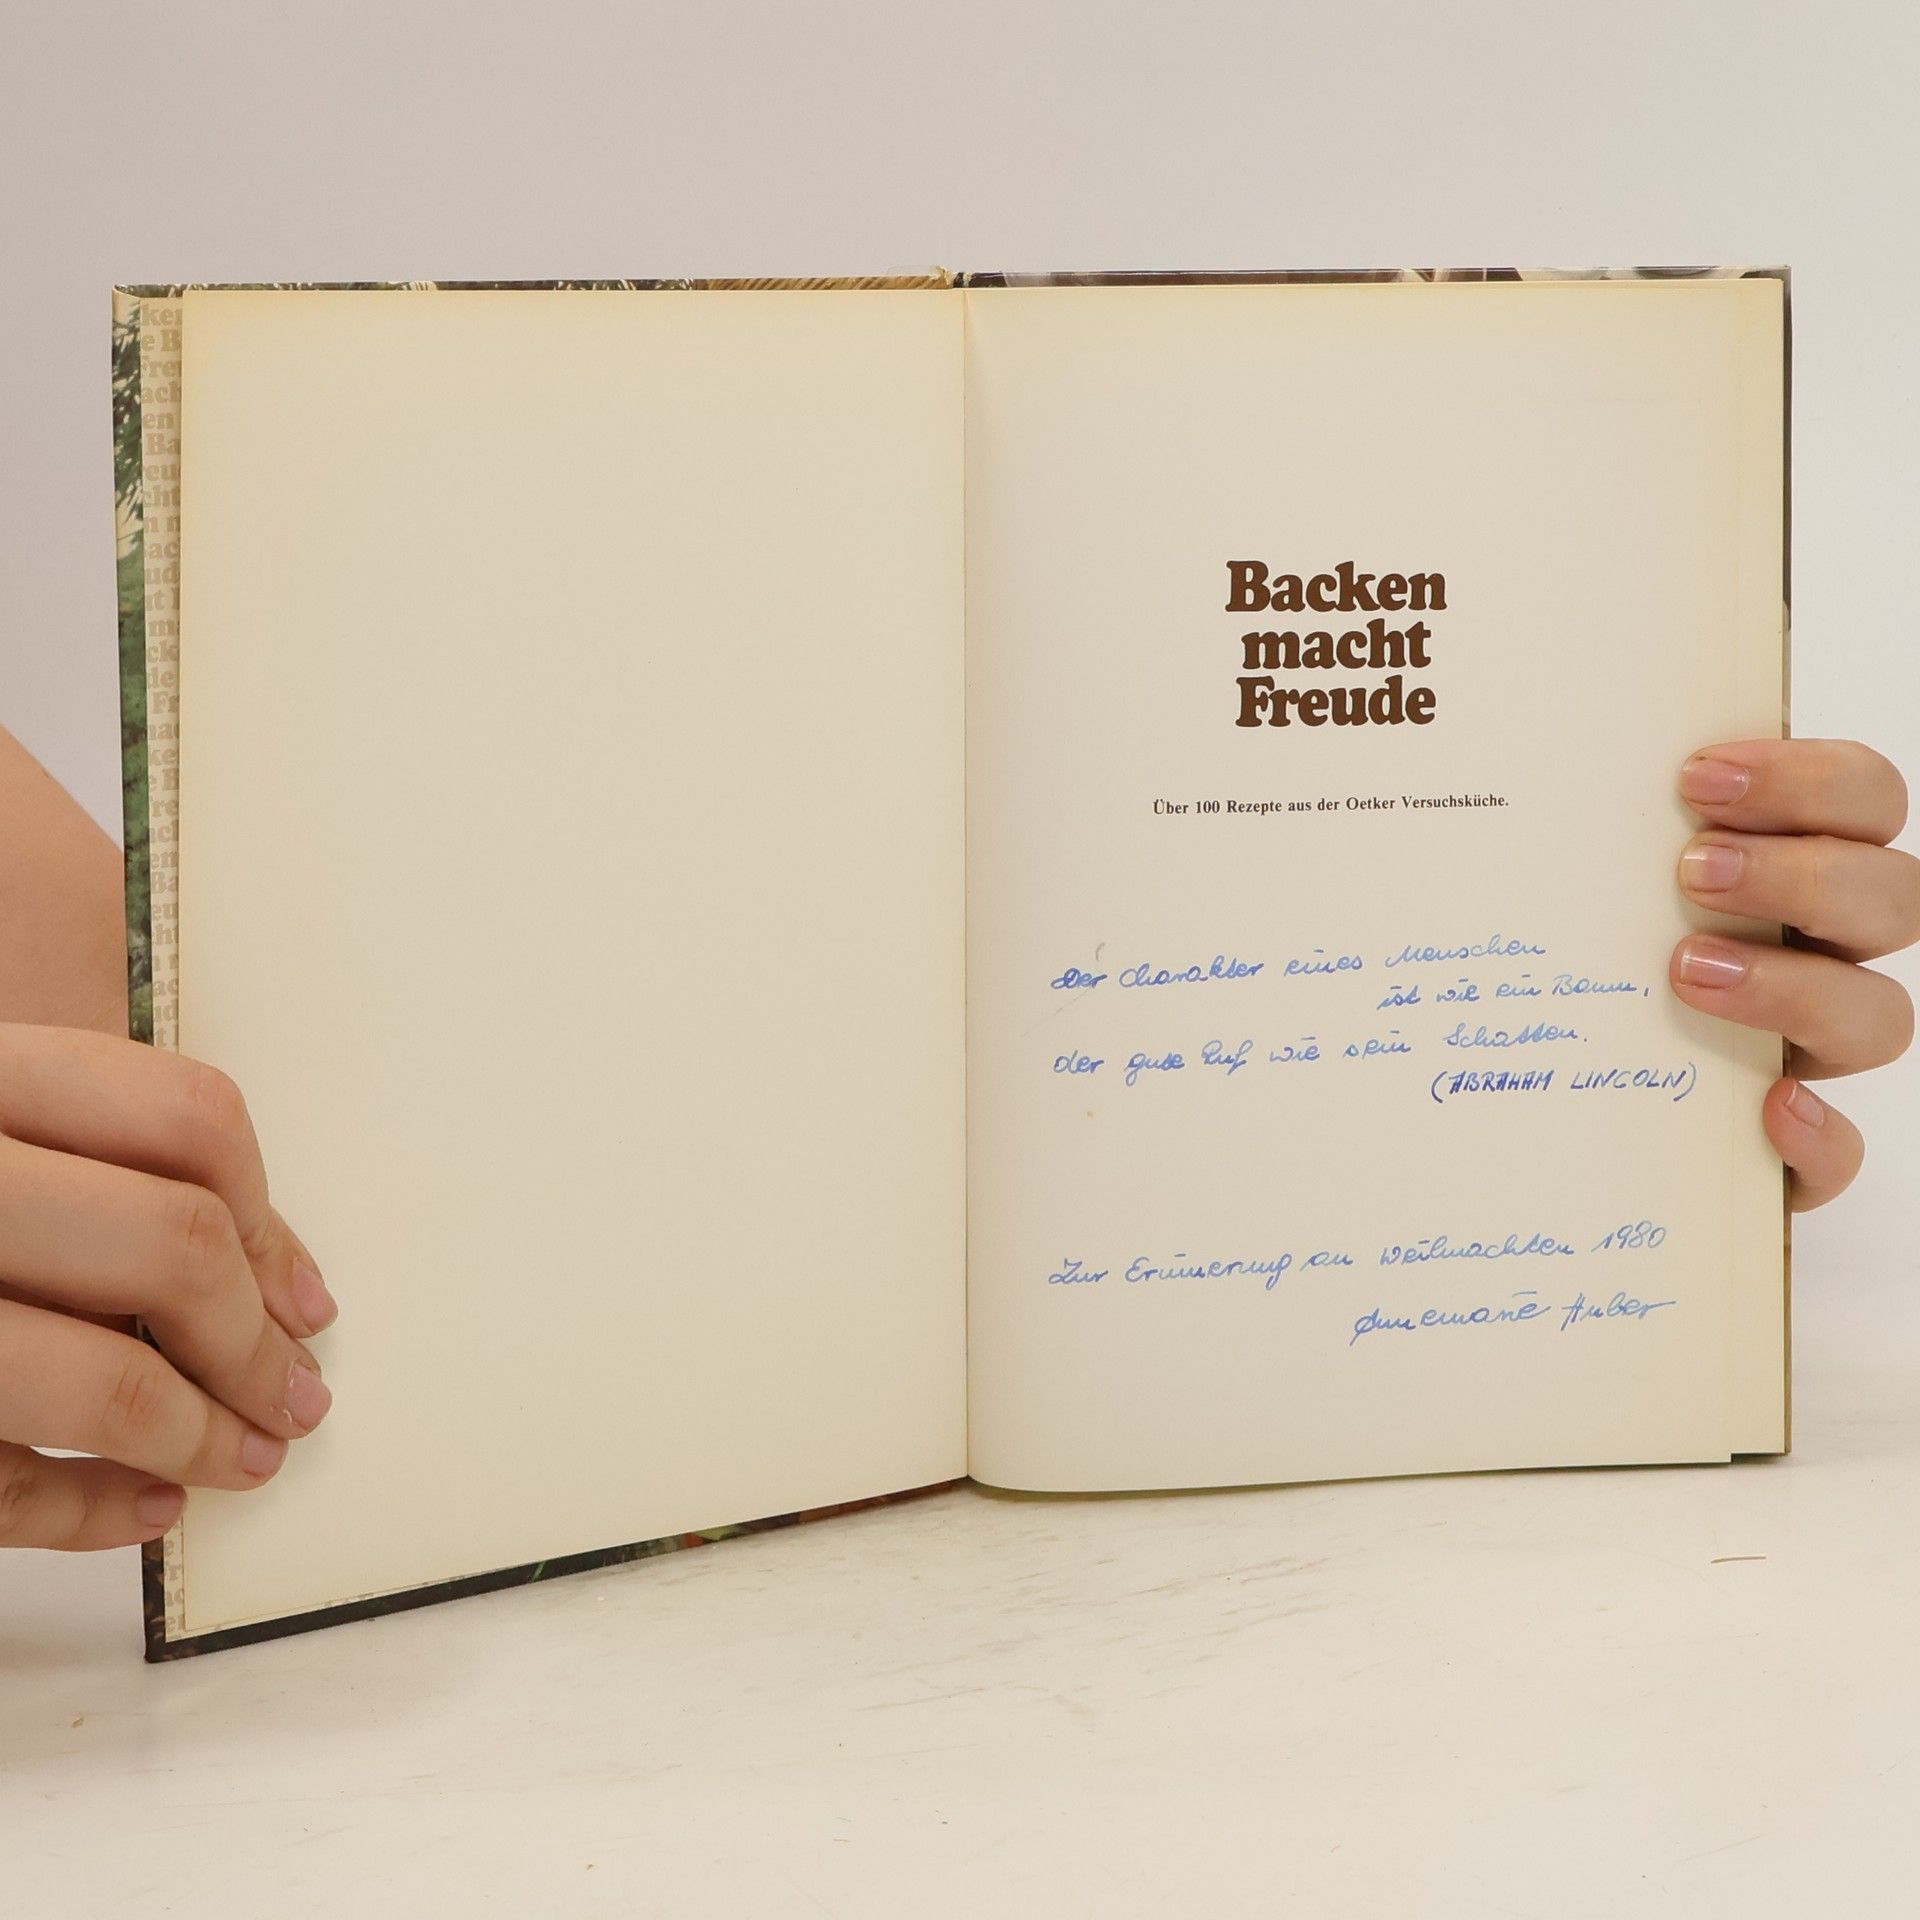 Backen
macht
Freude
Über 100 Rezepte aus der Oetker Versuchsküche.
Der Charakter eines Menschen
ist wie ein Baum,
der gute Ruf wie sein Schatten.
(ABRAHAM LINCOLN)
Zur Erinnerung an Weihnachten 1980
Annemarie Huber